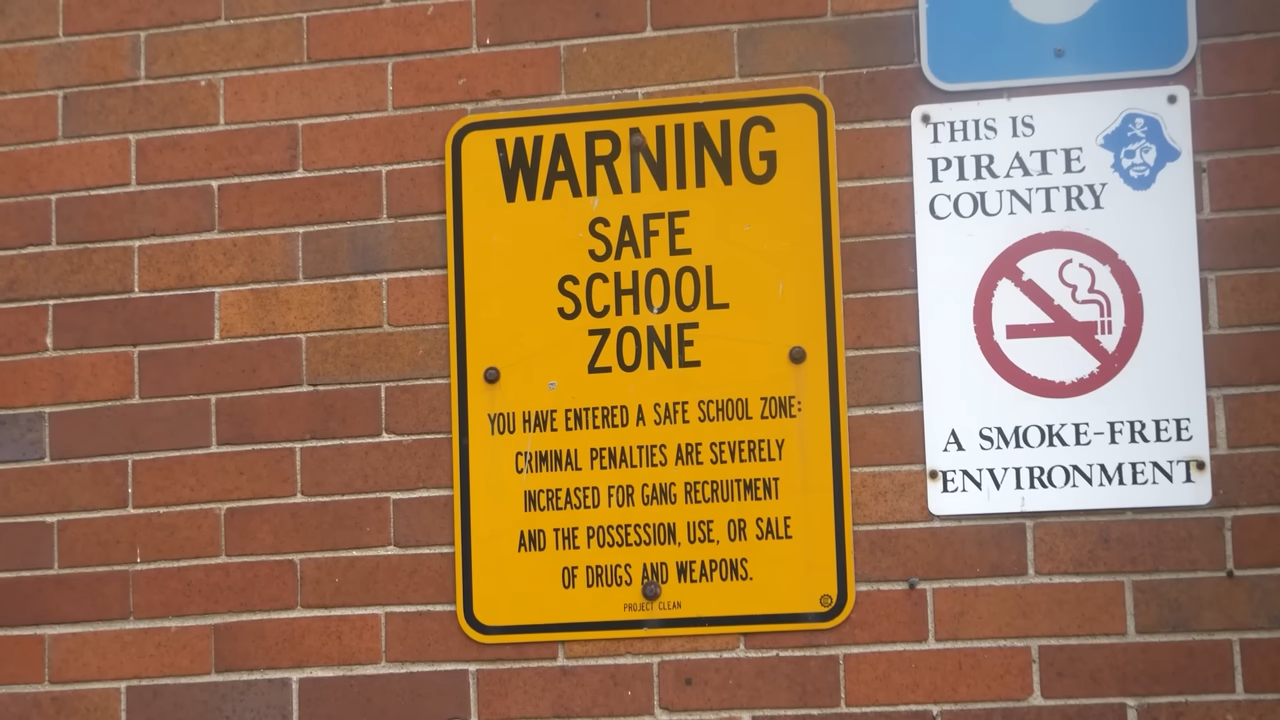 WARNING
SAFE
SCHOOL
ZONE
YOU HAVE ENTERED A SAFE SCHOOL ZONE:
CRIMINAL PENALTIES ARE SEVERELY
INCREASED FOR GANG RECRUITMENT
AND THE POSSESSION, USE, OR SALE
OF DRUGS AND WEAPONS.
PROJECT CLEAN
THIS IS
PIRATE
COUNTRY
A SMOKE-FREE
ENVIRONMENT